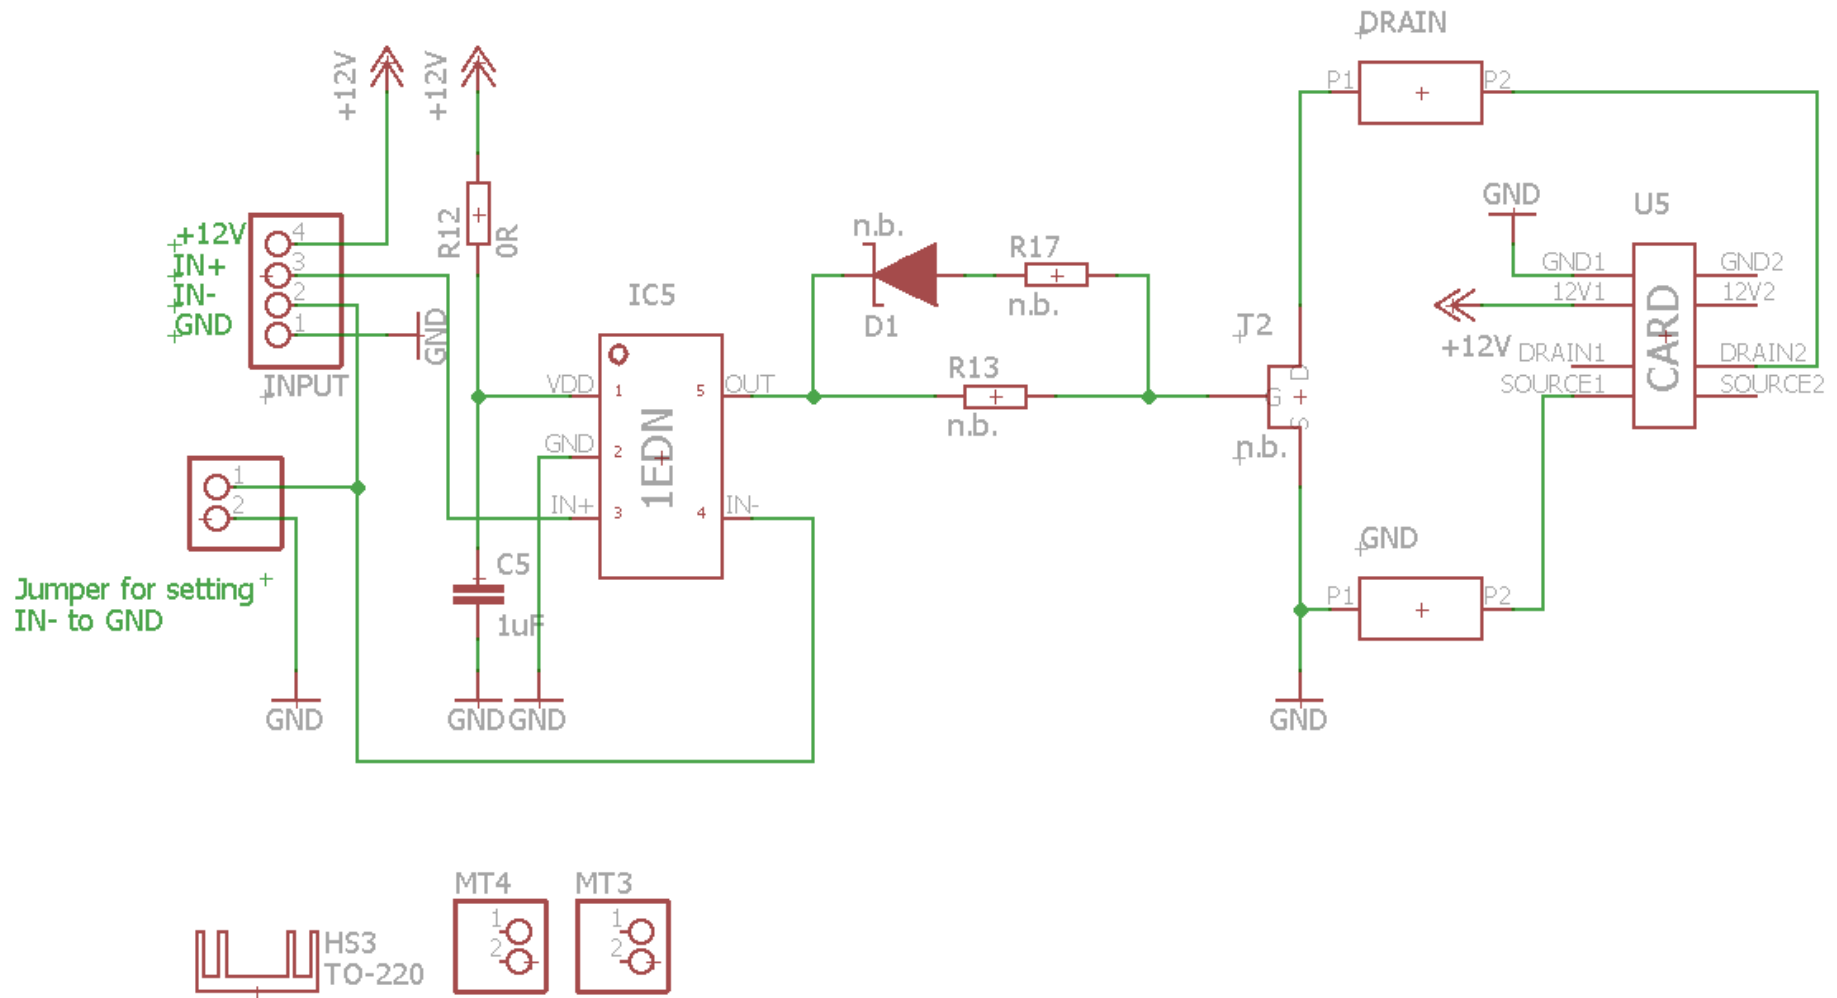 DRAIN
+12V
+12V
P1
P2
GND
U5
R12
0R
+12V
IN+
IN-
GND
4
3
2
1
GND
INPUT
n.b.
D1
R17
n.b.
GND1
12V1
DRAIN1
SOURCE1
CARD
GND2
12V2
DRAIN2
SOURCE2
+12V
IC5
VDD
1
5
OUT
GND
2
1EDN
IN+
3
4
IN-
R13
n.b.
T2
D
G
S
n.b.
1
2
Jumper for setting
IN- to GND
C5
1uF
GND
P1
P2
GND
GND
GND
GND
MT4
MT3
1
2
1
2
HS3
TO-220